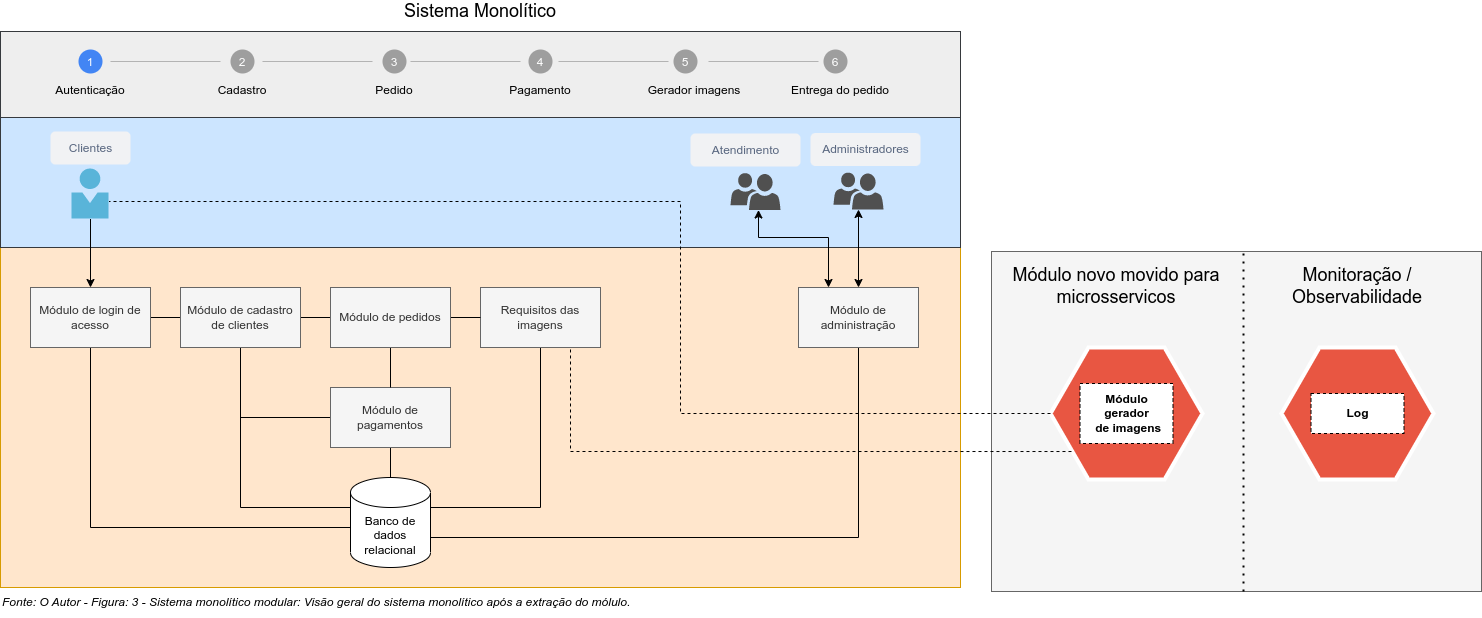 Sistema Monolítico
1 2 3 4 5 6
Autenticação Cadastro Pedido Pagamento Gerador imagens Entrega do pedido
Clientes
Atendimento
Administradores
Módulo de login de
acesso
Módulo de cadastro
de clientes
Módulo de pedidos
Requisitos das
imagens
Módulo de
administração
Módulo de
pagamentos
Banco de
dados
relacional
Módulo novo movido para
microsservicos
Monitoração /
Observabilidade
Módulo
gerador
de imagens
Log
Fonte: O Autor - Figura: 3 - Sistema monolitico modular: Visão geral do sistema monolítico após a extração do mólulo.